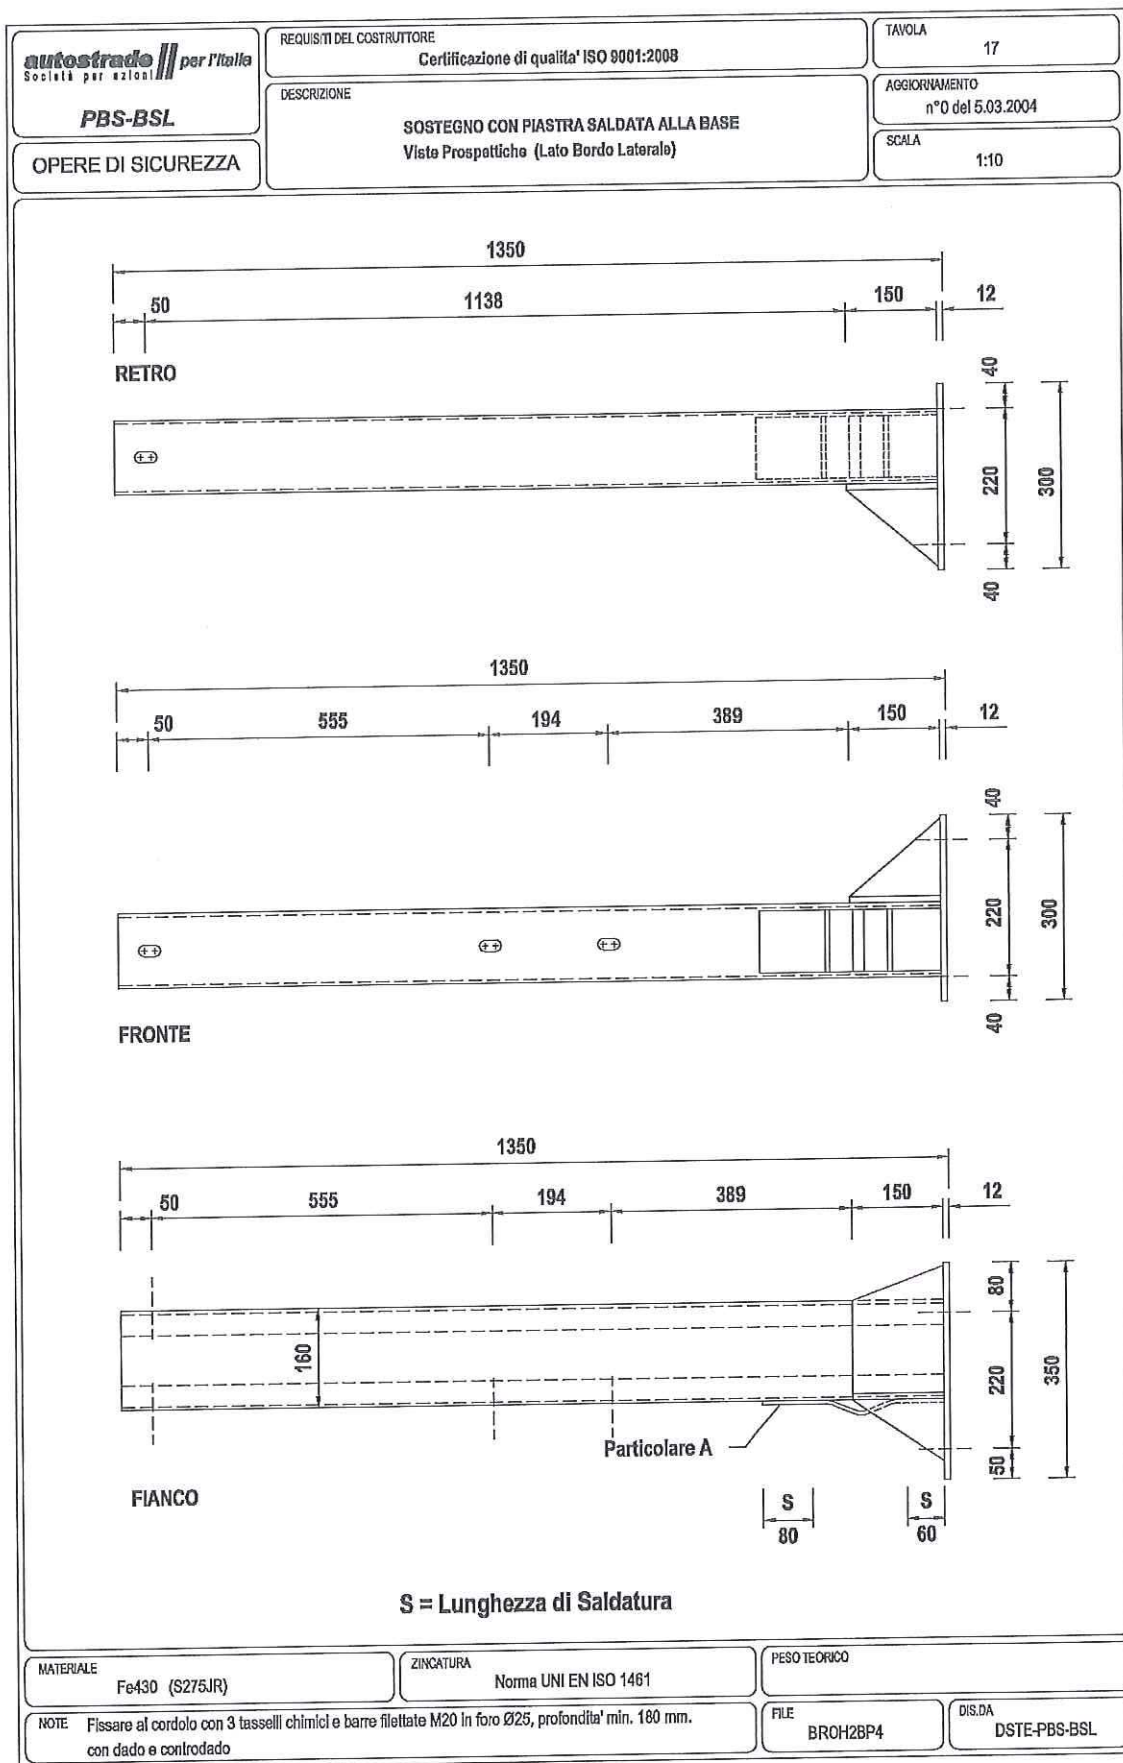 autostrade per l'Italia
Società per azioni
PBS-BSL
OPERE DI SICUREZZA
REQUISITI DEL COSTRUTTORE
Certificazione di qualita' ISO 9001:2008
DESCRIZIONE
SOSTEGNO CON PIASTRA SALDATA ALLA BASE
Viste Prospettiche (Lato Bordo Laterale)
TAVOLA
17
AGGIORNAMENTO
n°0 del 5.03.2004
SCALA
1:10
1350
50 1138 150 12
RETRO
40
220
300
40
1350
50 555 194 389 150 12
40
220
300
40
FRONTE
1350
50 555 194 389 150 12
80
160
220
350
50
Particolare A
FIANCO
S S
80 60
S = Lunghezza di Saldatura
MATERIALE
Fe430 (S275JR)
ZINCATURA
Norma UNI EN ISO 1461
PESO TEORICO
NOTE Fissare al cordolo con 3 tasselli chimici e barre filettate M20 in foro Ø25, profondita' min. 180 mm.
con dado e controdado
FILE
BROH2BP4
DIS.DA
DSTE-PBS-BSL